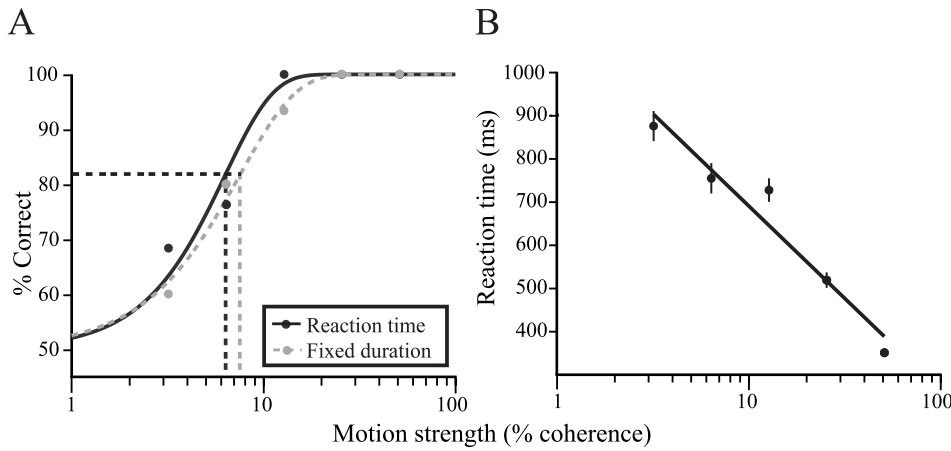 A
B
100
90
80
70
60
50
% Correct
1
10
100
Reaction time
Fixed duration
1000
900
800
700
600
500
400
Reaction time (ms)
1
10
100
Motion strength (% coherence)